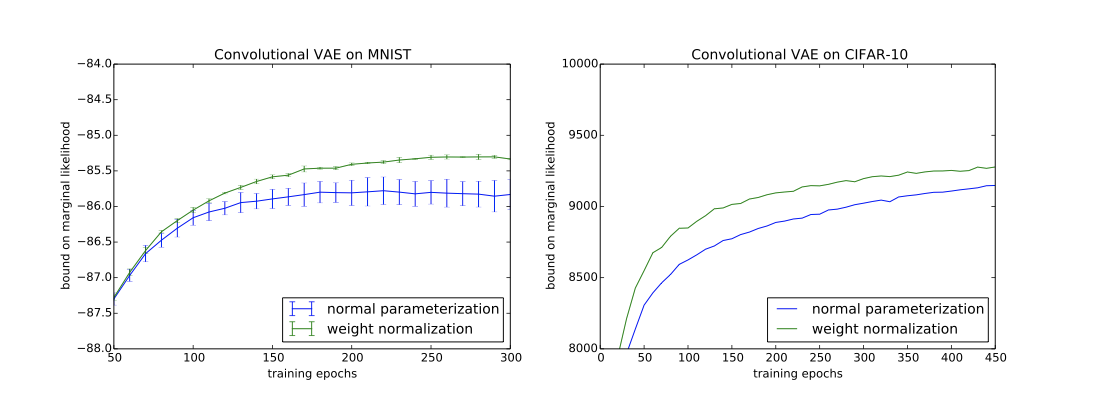 Convolutional VAE on MNIST
−84.0
−84.5
−85.0
−85.5
−86.0
−86.5
−87.0
−87.5
−88.0
bound on marginal likelihood
50 100 150 200 250 300
training epochs
normal parameterization
weight normalization
Convolutional VAE on CIFAR-10
10000
9500
9000
8500
8000
bound on marginal likelihood
0 50 100 150 200 250 300 350 400 450
training epochs
normal parameterization
weight normalization